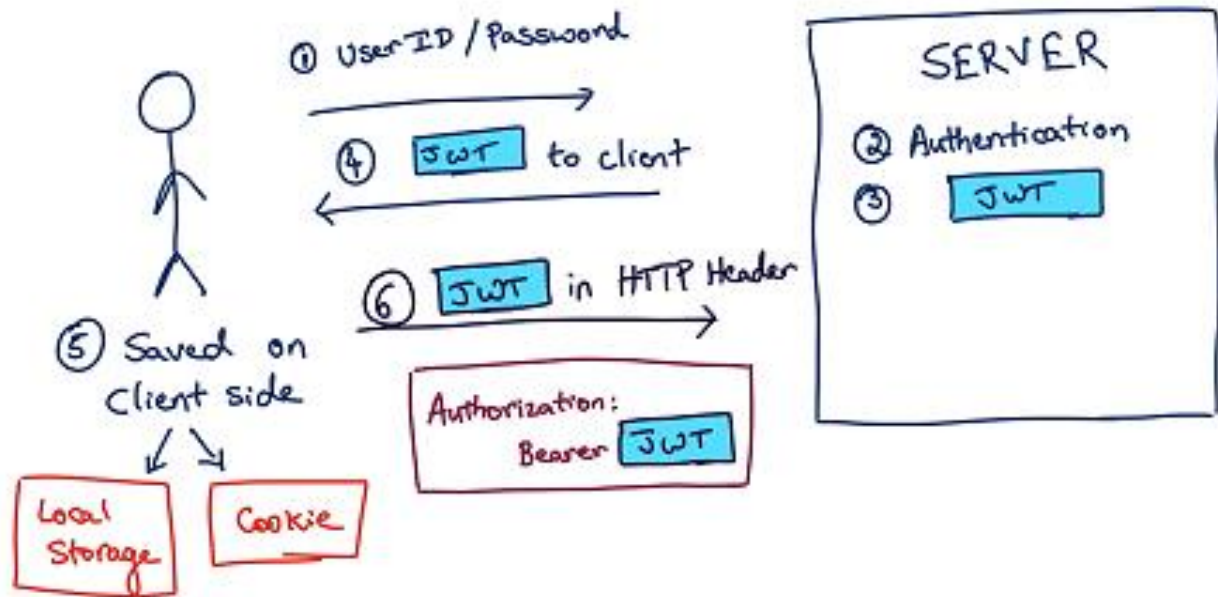 ① UserID / Password
④ JWT to client
⑥ JWT in HTTP Header
Authorization:
Bearer JWT
⑤ Saved on
Client side
Local
Storage
Cookie
SERVER
② Authentication
③ JWT